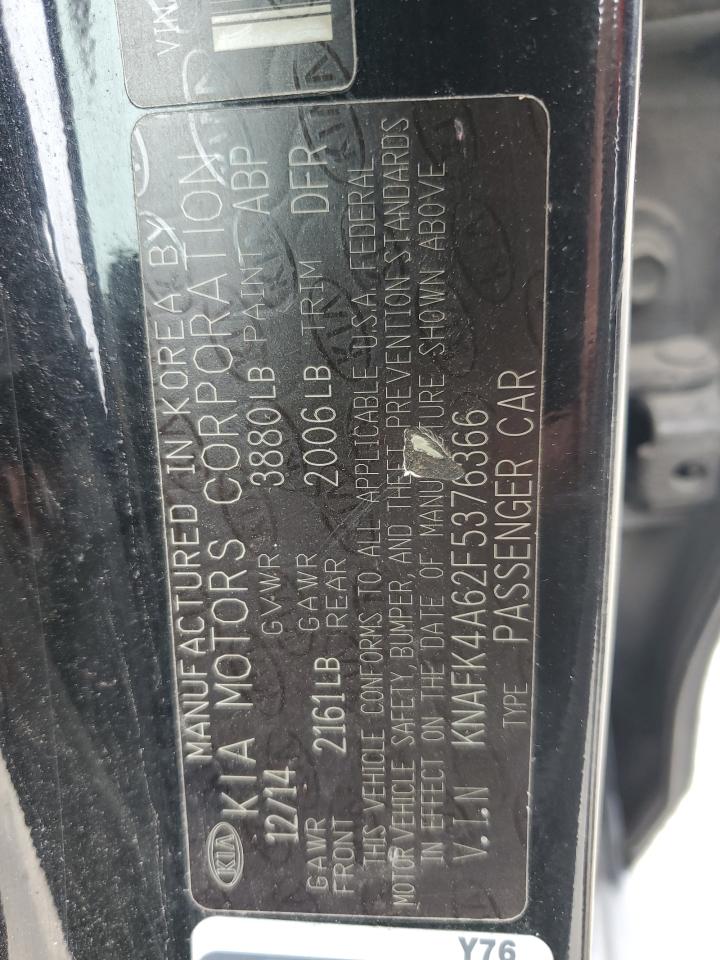 VIN
MANUFACTURED IN KOREA BY
KIA KIA MOTORS CORPORATION
12/14 GVWR 3880LB PAINT ABP
GAWR FRONT 2161LB GAWR REAR 2006LB TRIM DFR
THIS VEHICLE CONFORMS TO ALL APPLICABLE U.S.A. FEDERAL
MOTOR VEHICLE SAFETY, BUMPER, AND THEFT PREVENTION STANDARDS
IN EFFECT ON THE DATE OF MANUFACTURE SHOWN ABOVE
V.I.N KNAFK4A62F5376366
TYPE PASSENGER CAR
Y76